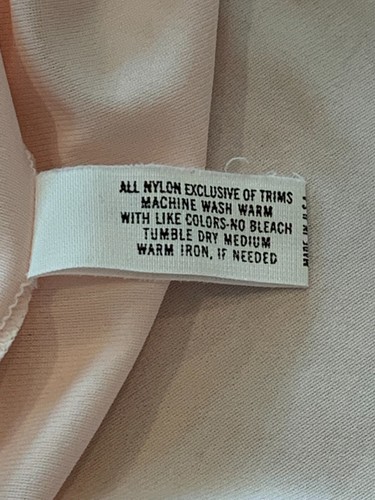 ALL NYLON EXCLUSIVE OF TRIMS
MACHINE WASH WARM
WITH LIKE COLORS-NO BLEACH
TUMBLE DRY MEDIUM
WARM IRON, IF NEEDED
MADE IN U.S.A.